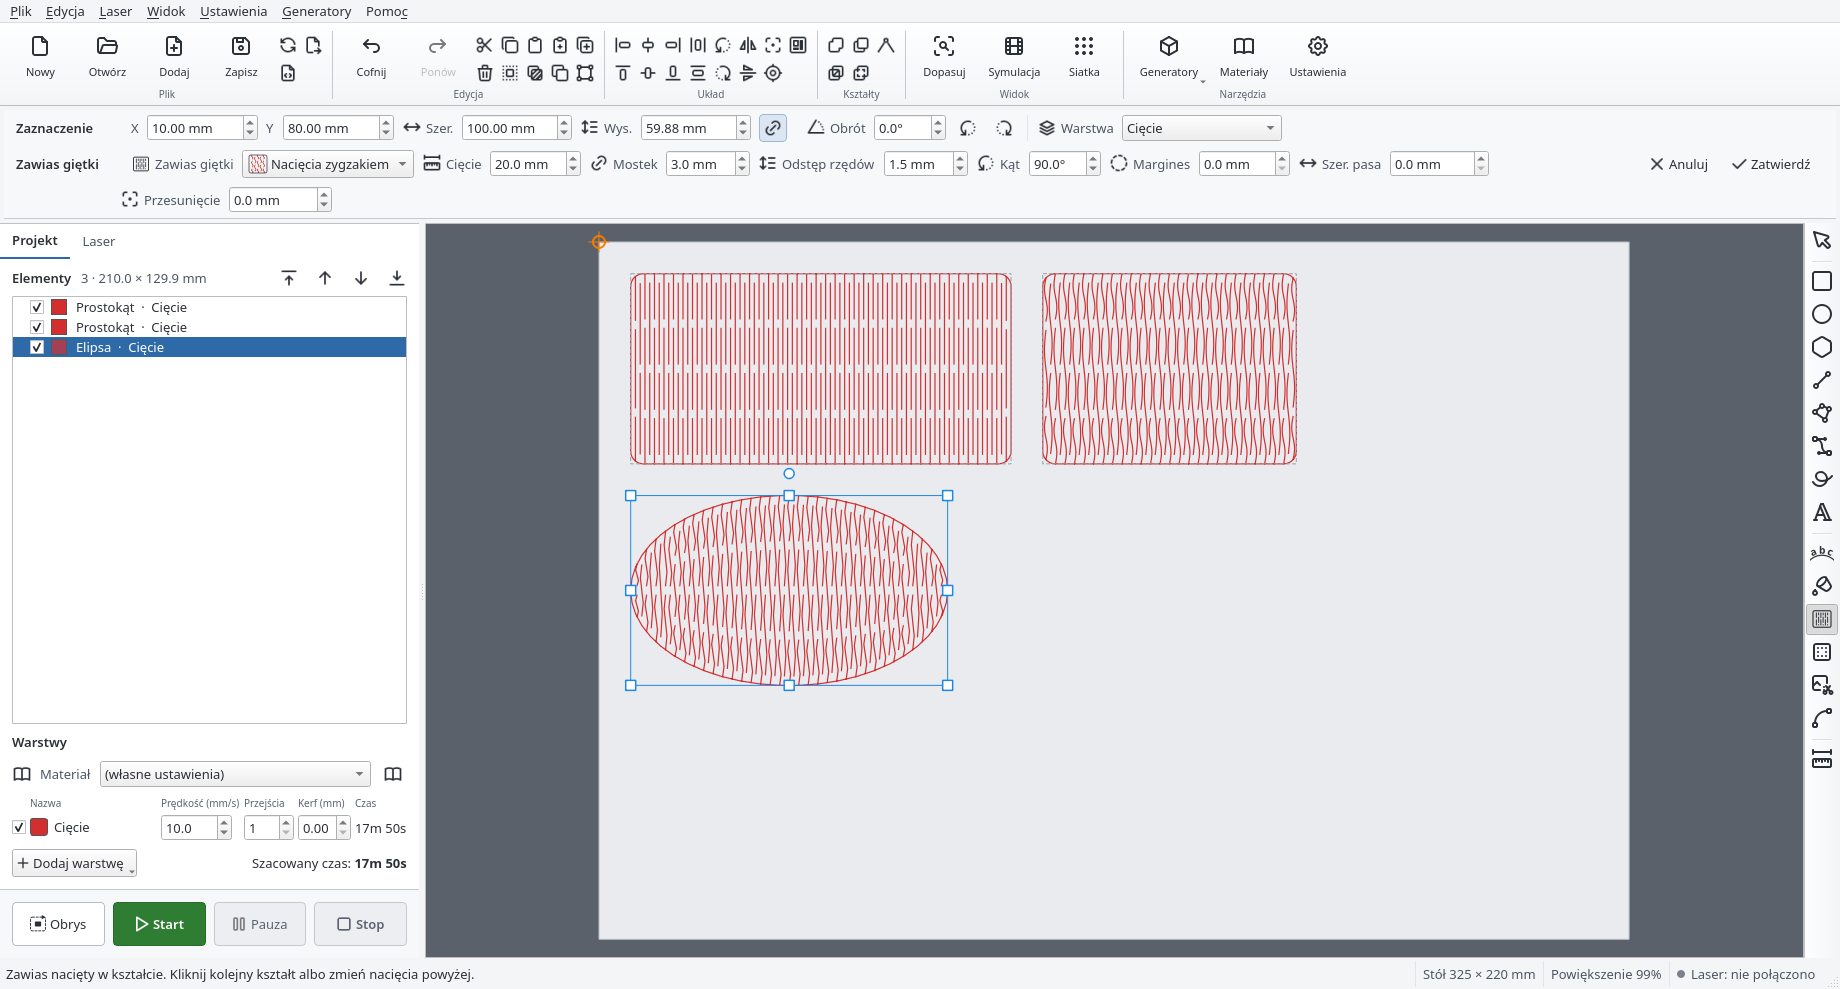 Plik Edycja Laser Widok Ustawienia Generatory Pomoc
Nowy Otwórz Dodaj Zapisz Cofnij Ponów Dopasuj Symulacja Siatka Generatory Materiały Ustawienia
Plik Edycja Układ Kształty Widok Narzędzia
Zaznaczenie X 10.00 mm Y 80.00 mm Szer. 100.00 mm Wys. 59.88 mm Obrót 0.0° Warstwa Cięcie
Zawias giętki Zawias giętki Nacięcia zygzakiem Cięcie 20.0 mm Mostek 3.0 mm Odstęp rzędów 1.5 mm Kąt 90.0° Margines 0.0 mm Szer. pasa 0.0 mm Anuluj Zatwierdź
Przesunięcie 0.0 mm
Projekt Laser
Elementy 3 · 210.0 × 129.9 mm
Prostokąt · Cięcie
Prostokąt · Cięcie
Elipsa · Cięcie
abc
Warstwy
Materiał (własne ustawienia)
Nazwa Prędkość (mm/s) Przejścia Kerf (mm) Czas
Cięcie 10.0 1 0.00 17m 50s
Dodaj warstwę Szacowany czas: 17m 50s
Obrys Start Pauza Stop
Zawias nacięty w kształcie. Kliknij kolejny kształt albo zmień nacięcia powyżej. Stół 325 × 220 mm Powiększenie 99% Laser: nie połączono